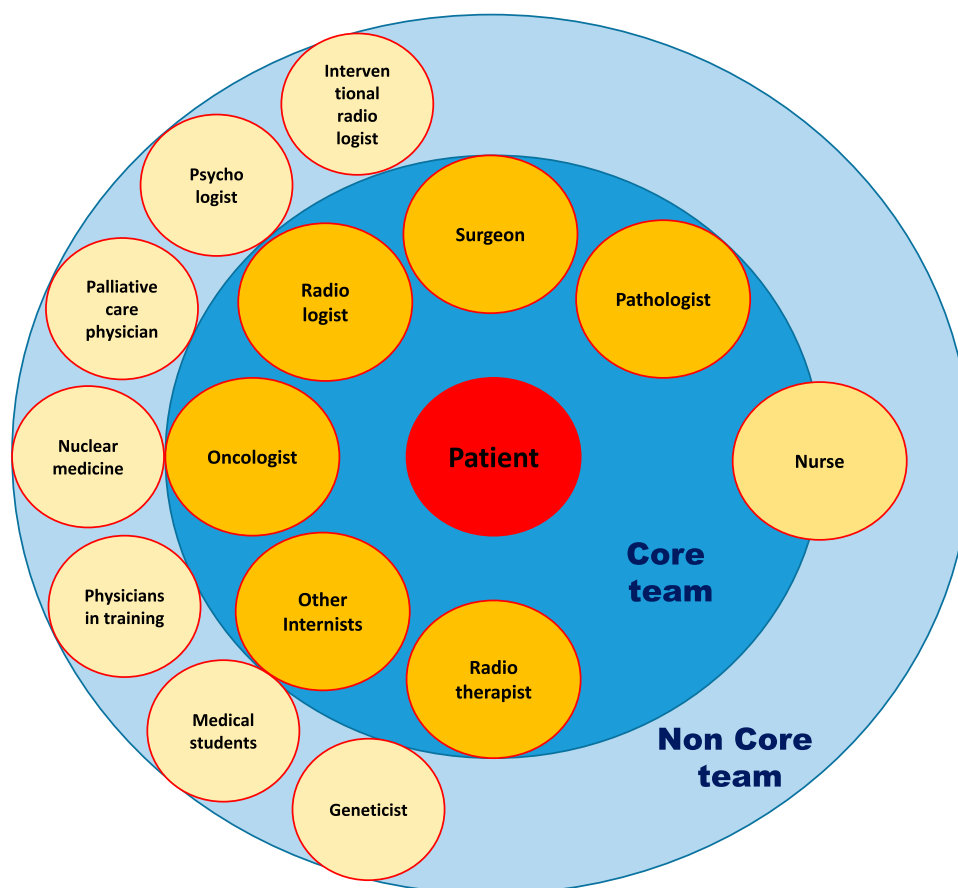 Interven
tional
radio
logist
Psycho
logist
Surgeon
Palliative
care
physician
Radio
logist
Pathologist
Nuclear
medicine
Oncologist
Patient
Nurse
Core
team
Physicians
in training
Other
Internists
Radio
therapist
Medical
students
Non Core
team
Geneticist